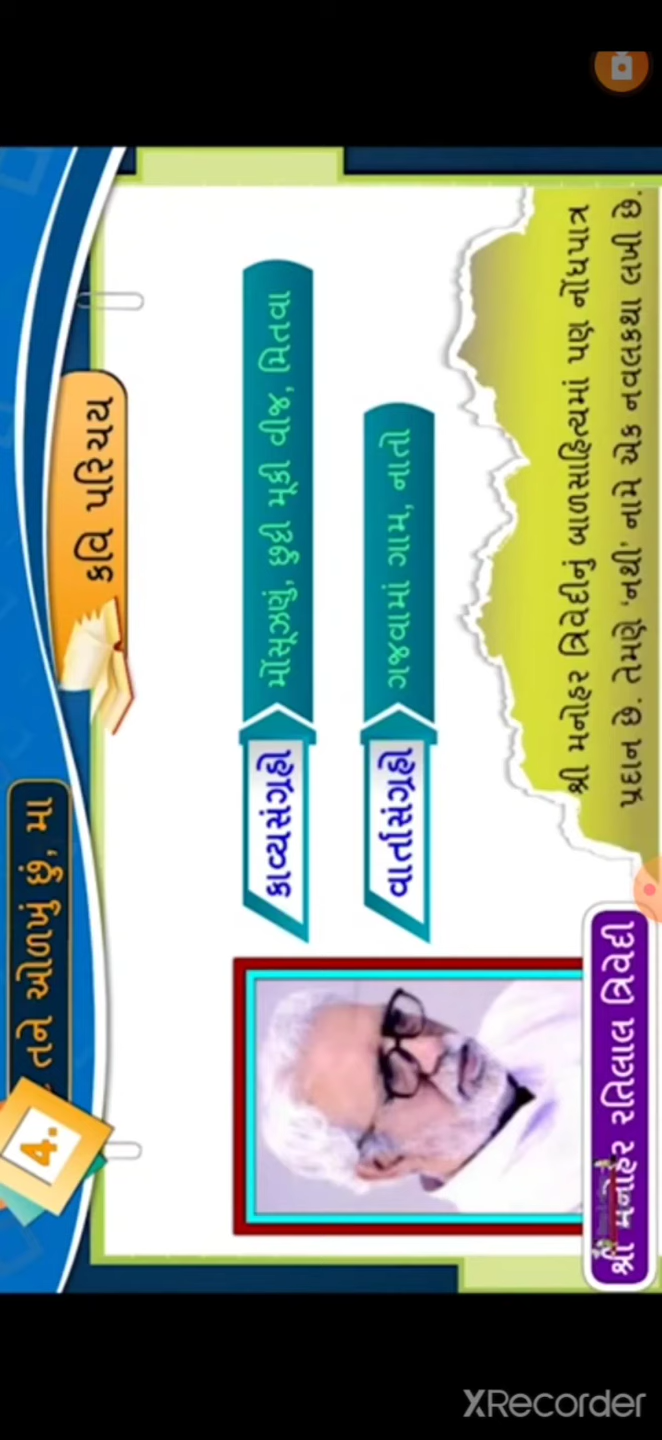 4. તને ઓળખું છું, મા
કવિ પરિચય
કાવ્યસંગ્રહો
મોંસૂઝણું, છુટ્ટી મૂકી વીજ, મિતવા
વાર્તાસંગ્રહો
ગજવામાં ગામ, નાતો
શ્રી મનોહર ત્રિવેદીનું બાળસાહિત્યમાં પણ નોંધપાત્ર
પ્રદાન છે. તેમણે 'નથી' નામે એક નવલકથા લખી છે.
શ્રી મનોહર રતિલાલ ત્રિવેદી
XRecorder